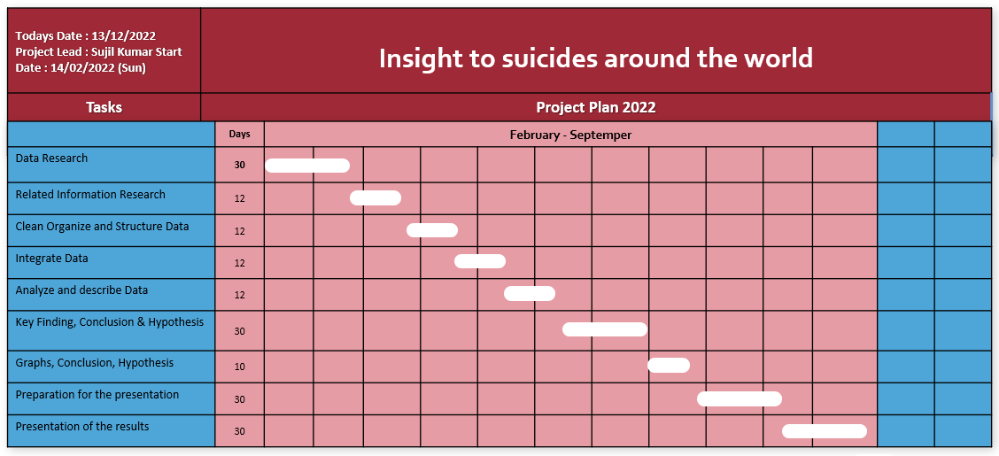 Todays Date : 13/12/2022
Project Lead : Sujil Kumar Start
Date : 14/02/2022 (Sun)
Insight to suicides around the world
Tasks
Project Plan 2022
Days
February - Septemper
Data Research
30
Related Information Research
12
Clean Organize and Structure Data
12
Integrate Data
12
Analyze and describe Data
12
Key Finding, Conclusion & Hypothesis
30
Graphs, Conclusion, Hypothesis
10
Preparation for the presentation
30
Presentation of the results
30